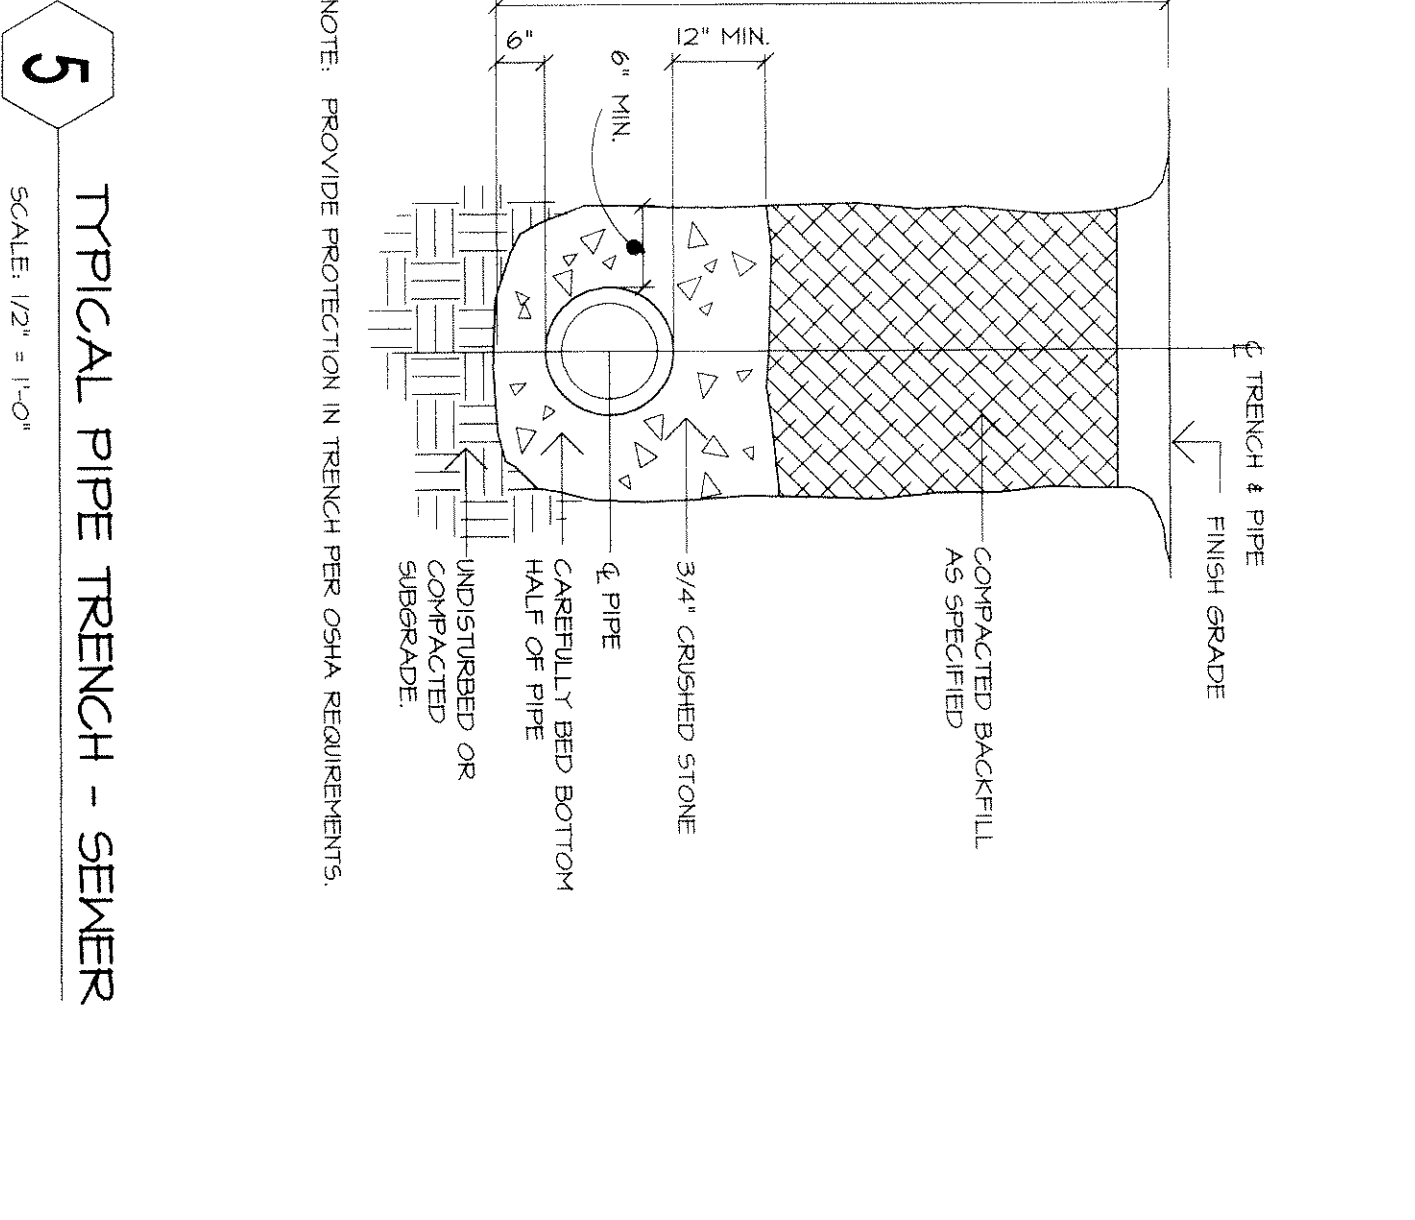 ℄ TRENCH & PIPE
FINISH GRADE
COMPACTED BACKFILL
AS SPECIFIED
12" MIN.
3/4" CRUSHED STONE
6" MIN.
℄ PIPE
CAREFULLY BED BOTTOM
HALF OF PIPE
6"
UNDISTURBED OR
COMPACTED
SUBGRADE.
NOTE: PROVIDE PROTECTION IN TRENCH PER OSHA REQUIREMENTS.
5
TYPICAL PIPE TRENCH - SEWER
SCALE: 1/2" = 1'-0"